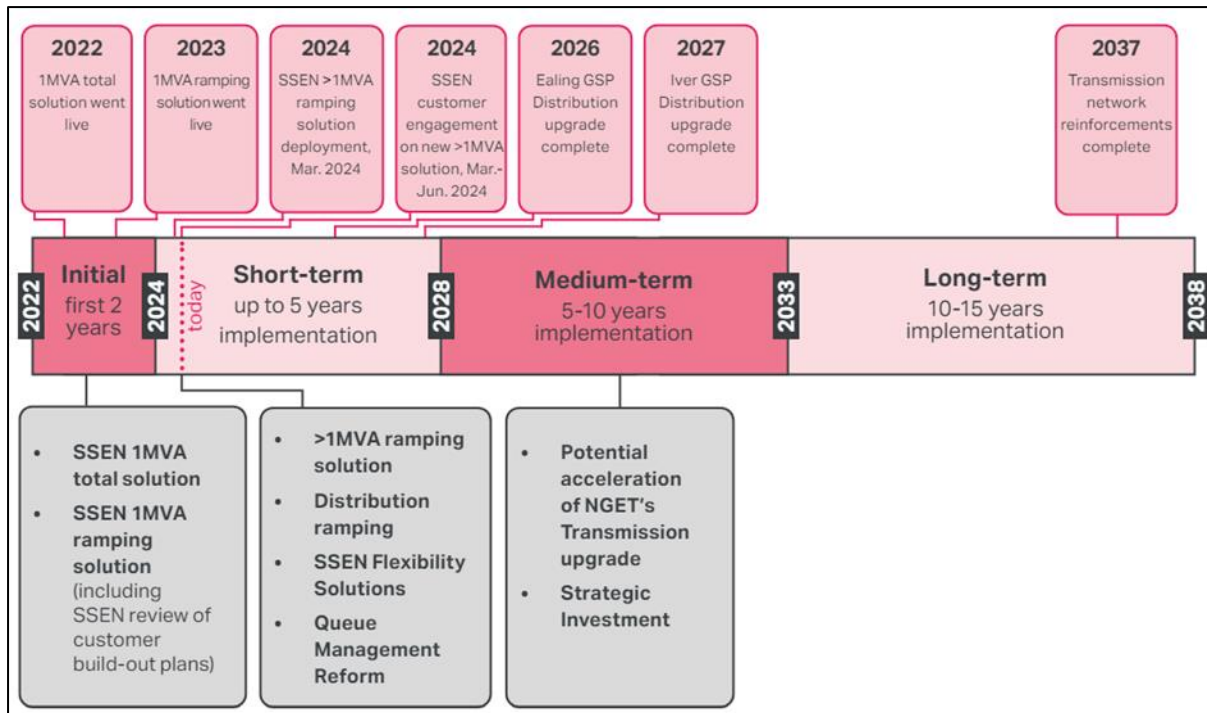 2022
1MVA total
solution went
live
2023
1MVA ramping
solution went
live
2024
SSEN >1MVA
ramping
solution
deployment,
Mar. 2024
2024
SSEN
customer
engagement
on new >1MVA
solution, Mar.-
Jun. 2024
2026
Ealing GSP
Distribution
upgrade
complete
2027
Iver GSP
Distribution
upgrade
complete
2037
Transmission
network
reinforcements
complete
2022
Initial
first 2
years
2024
today
Short-term
up to 5 years
implementation
2028
Medium-term
5-10 years
implementation
2033
Long-term
10-15 years
implementation
2038
• SSEN 1MVA
total solution
• SSEN 1MVA
ramping
solution
(including
SSEN review of
customer
build-out plans)
• >1MVA ramping
solution
• Distribution
ramping
• SSEN Flexibility
Solutions
• Queue
Management
Reform
• Potential
acceleration
of NGET's
Transmission
upgrade
• Strategic
Investment